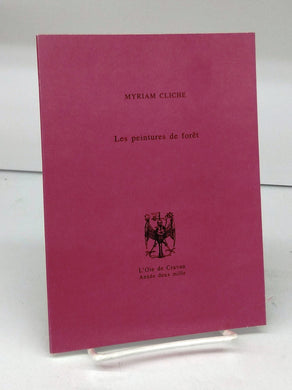 MYRIAM CLICHE
Les peintures de forêt
L'Oie de Cravan
Année deux mille